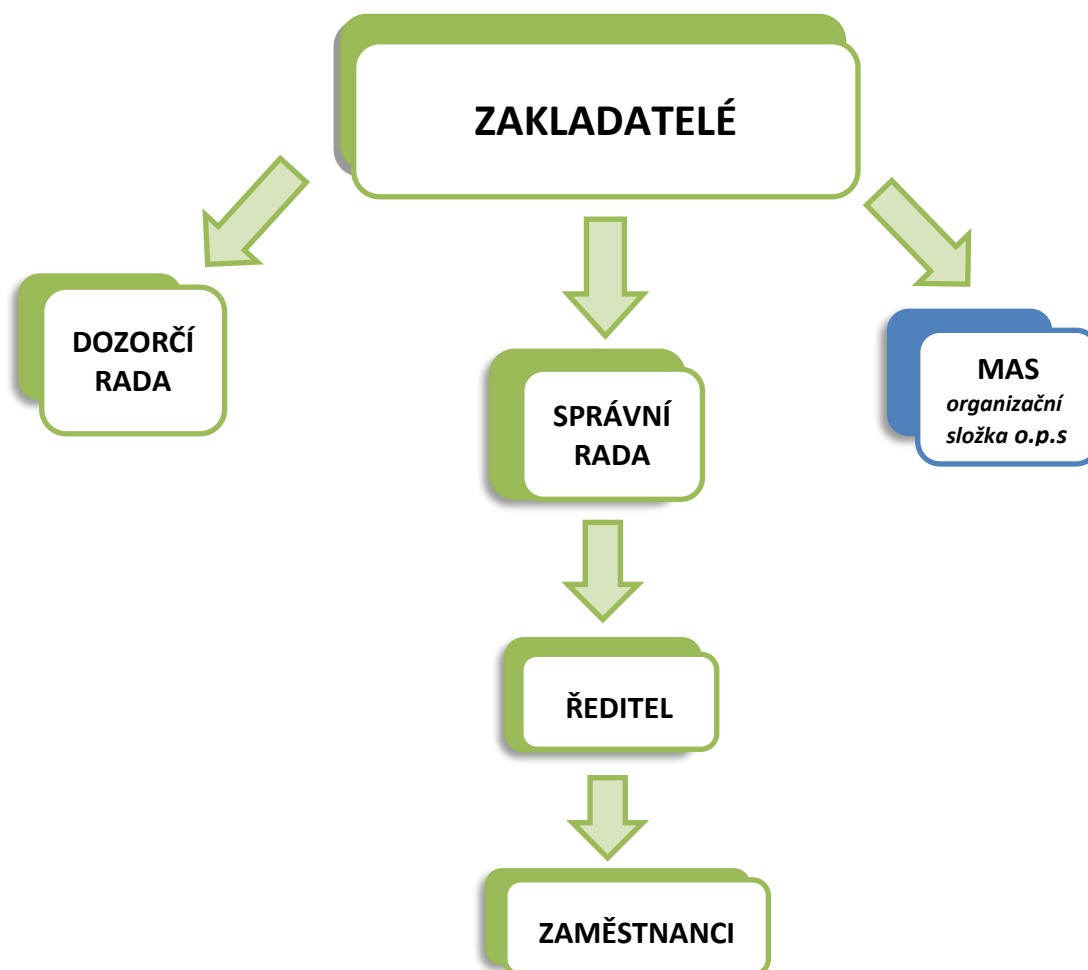 ZAKLADATELÉ
DOZORČÍ
RADA
SPRÁVNÍ
RADA
MAS
organizační
složka o.p.s
ŘEDITEL
ZAMĚSTNANCI